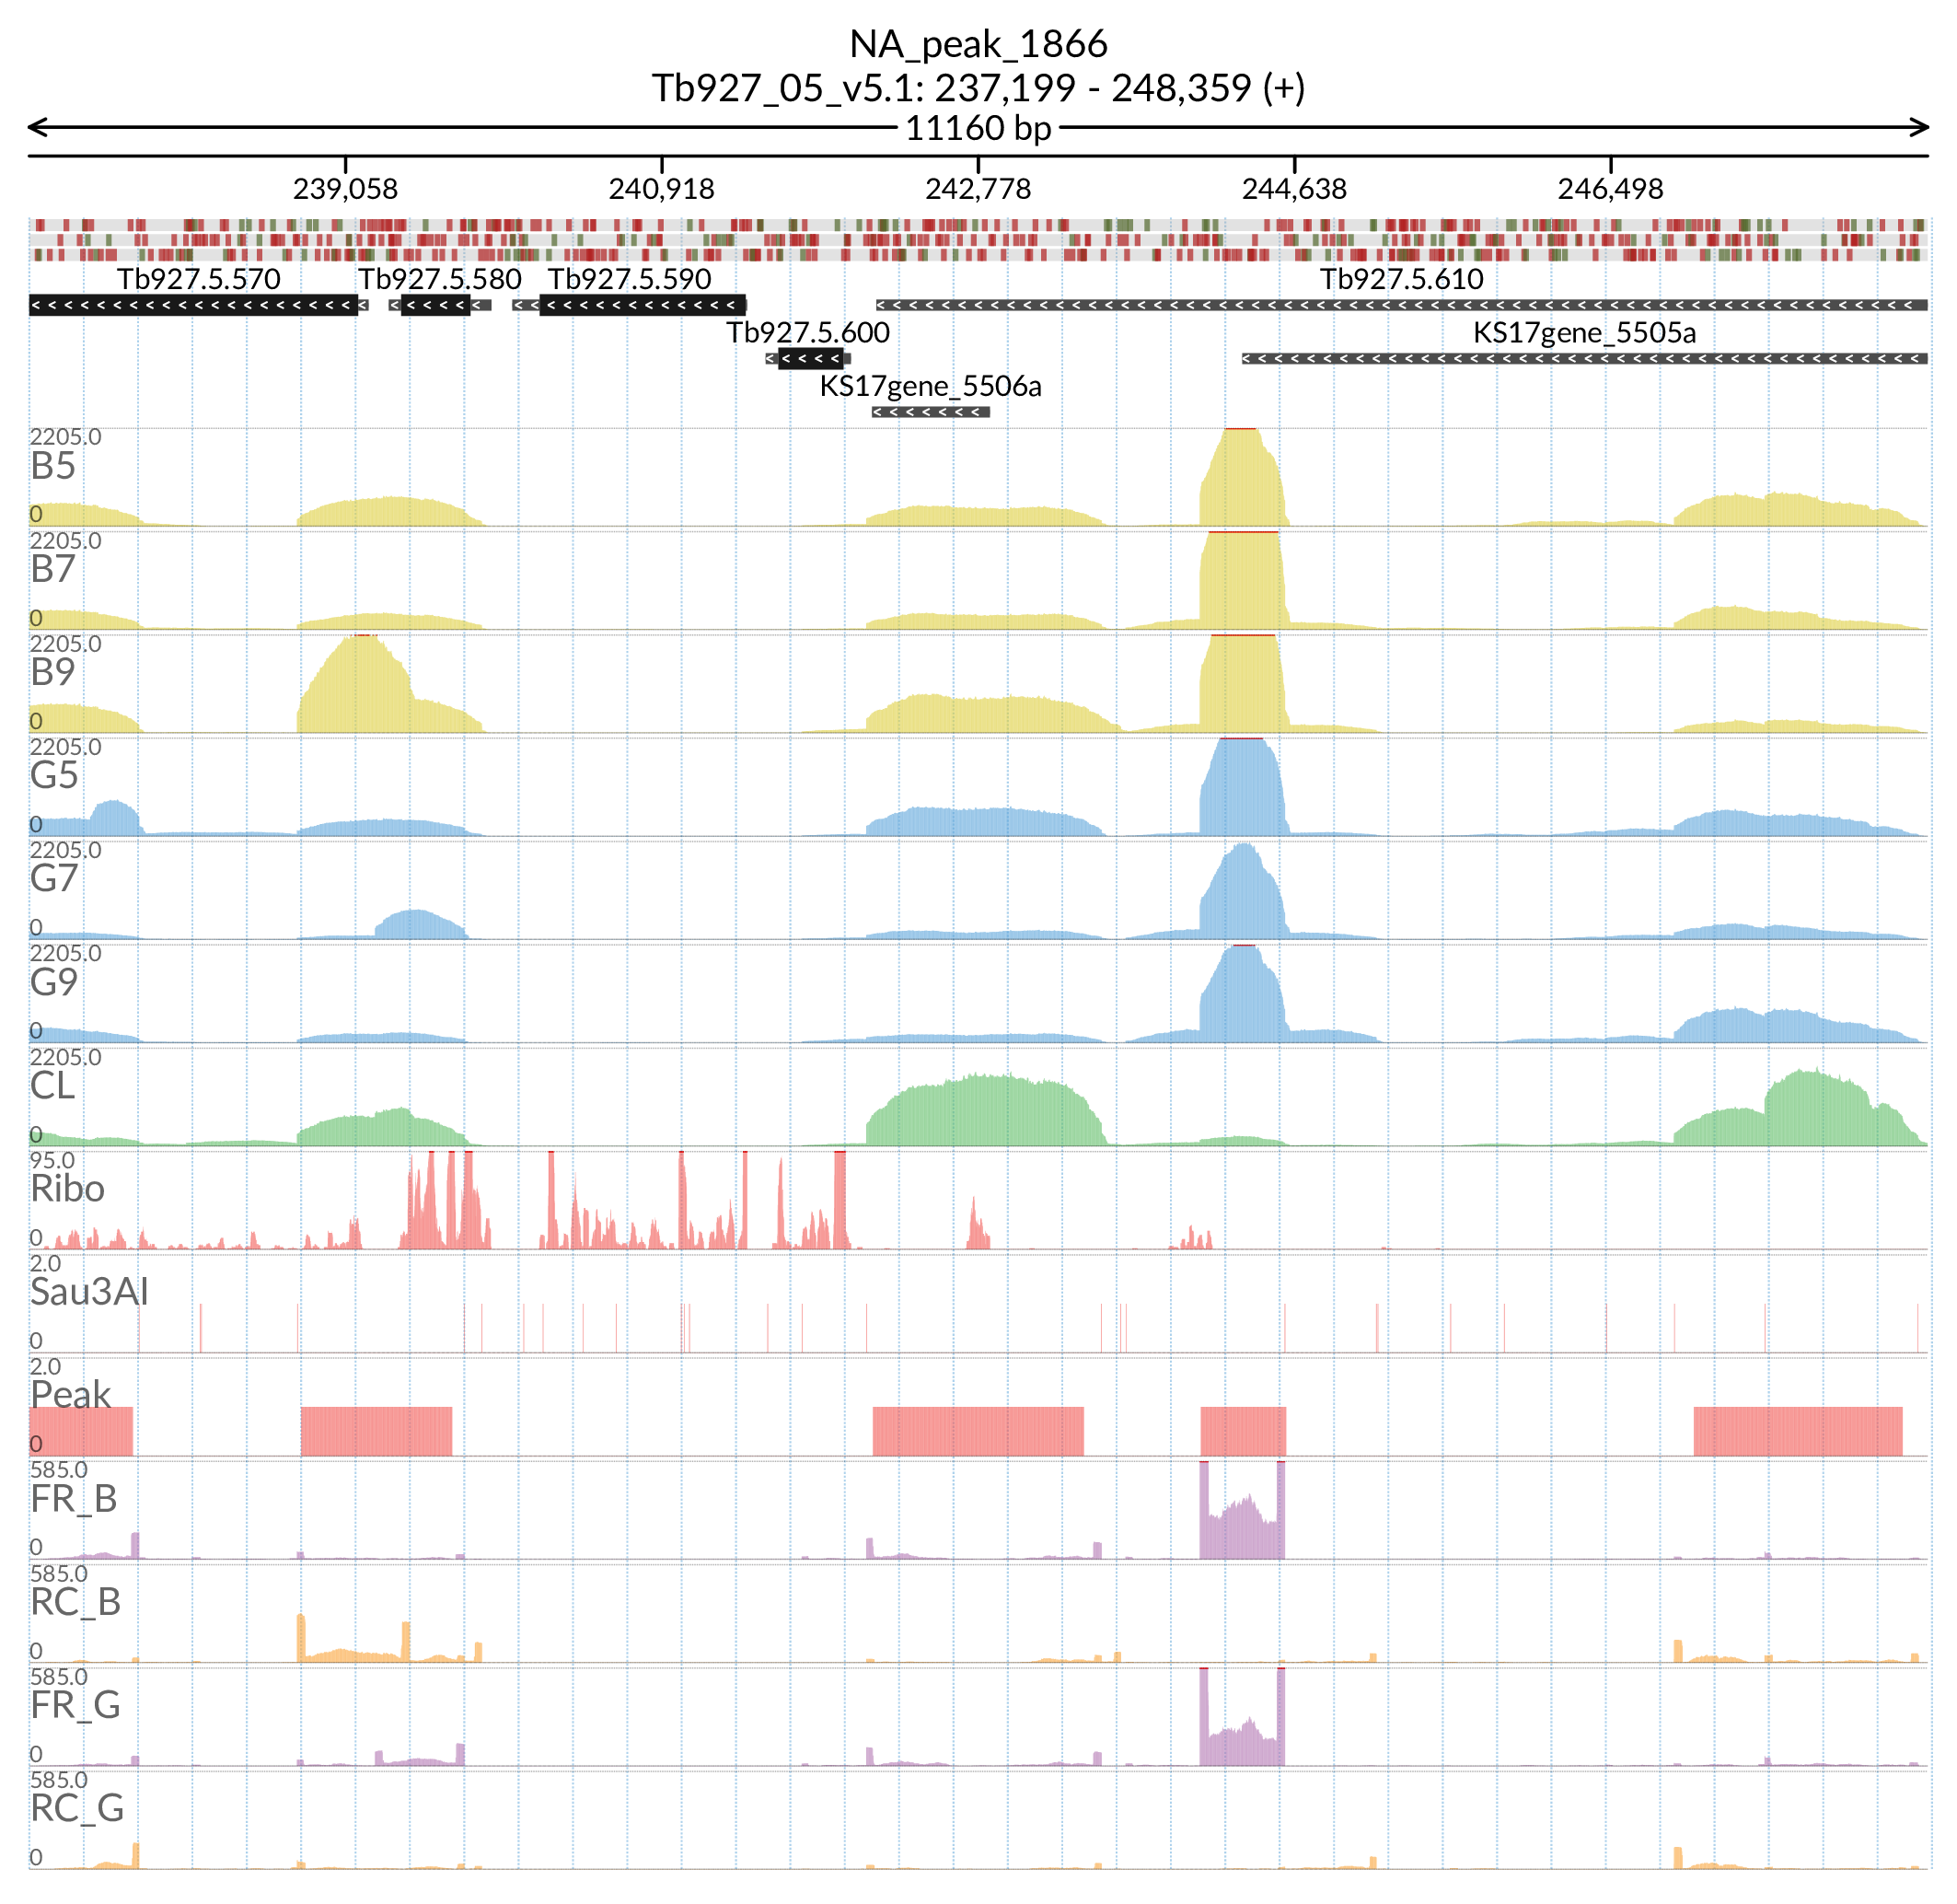 NA_peak_1866
Tb927_05_v5.1: 237,199 - 248,359 (+)
11160 bp
239,058 240,918 242,778 244,638 246,498
Tb927.5.570 Tb927.5.580 Tb927.5.590 Tb927.5.610
Tb927.5.600 KS17gene_5505a
KS17gene_5506a
2205.0
B5
0
2205.0
B7
0
2205.0
B9
0
2205.0
G5
0
2205.0
G7
0
2205.0
G9
0
2205.0
CL
0
95.0
Ribo
0
2.0
Sau3AI
0
2.0
Peak
0
585.0
FR_B
0
585.0
RC_B
0
585.0
FR_G
0
585.0
RC_G
0